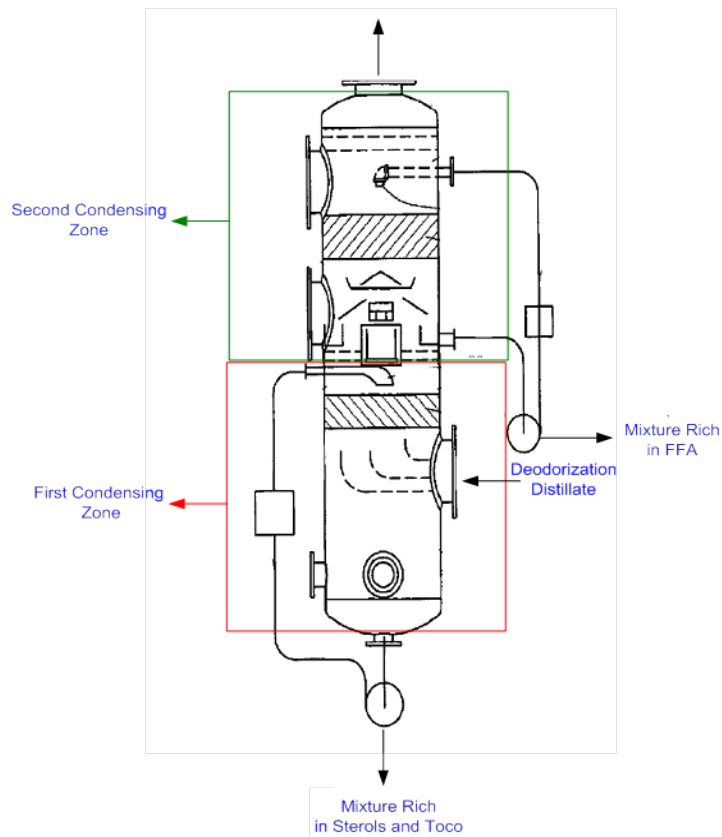 Second Condensing
Zone
Mixture Rich
in FFA
Deodorization
Distillate
First Condensing
Zone
Mixture Rich
in Sterols and Toco